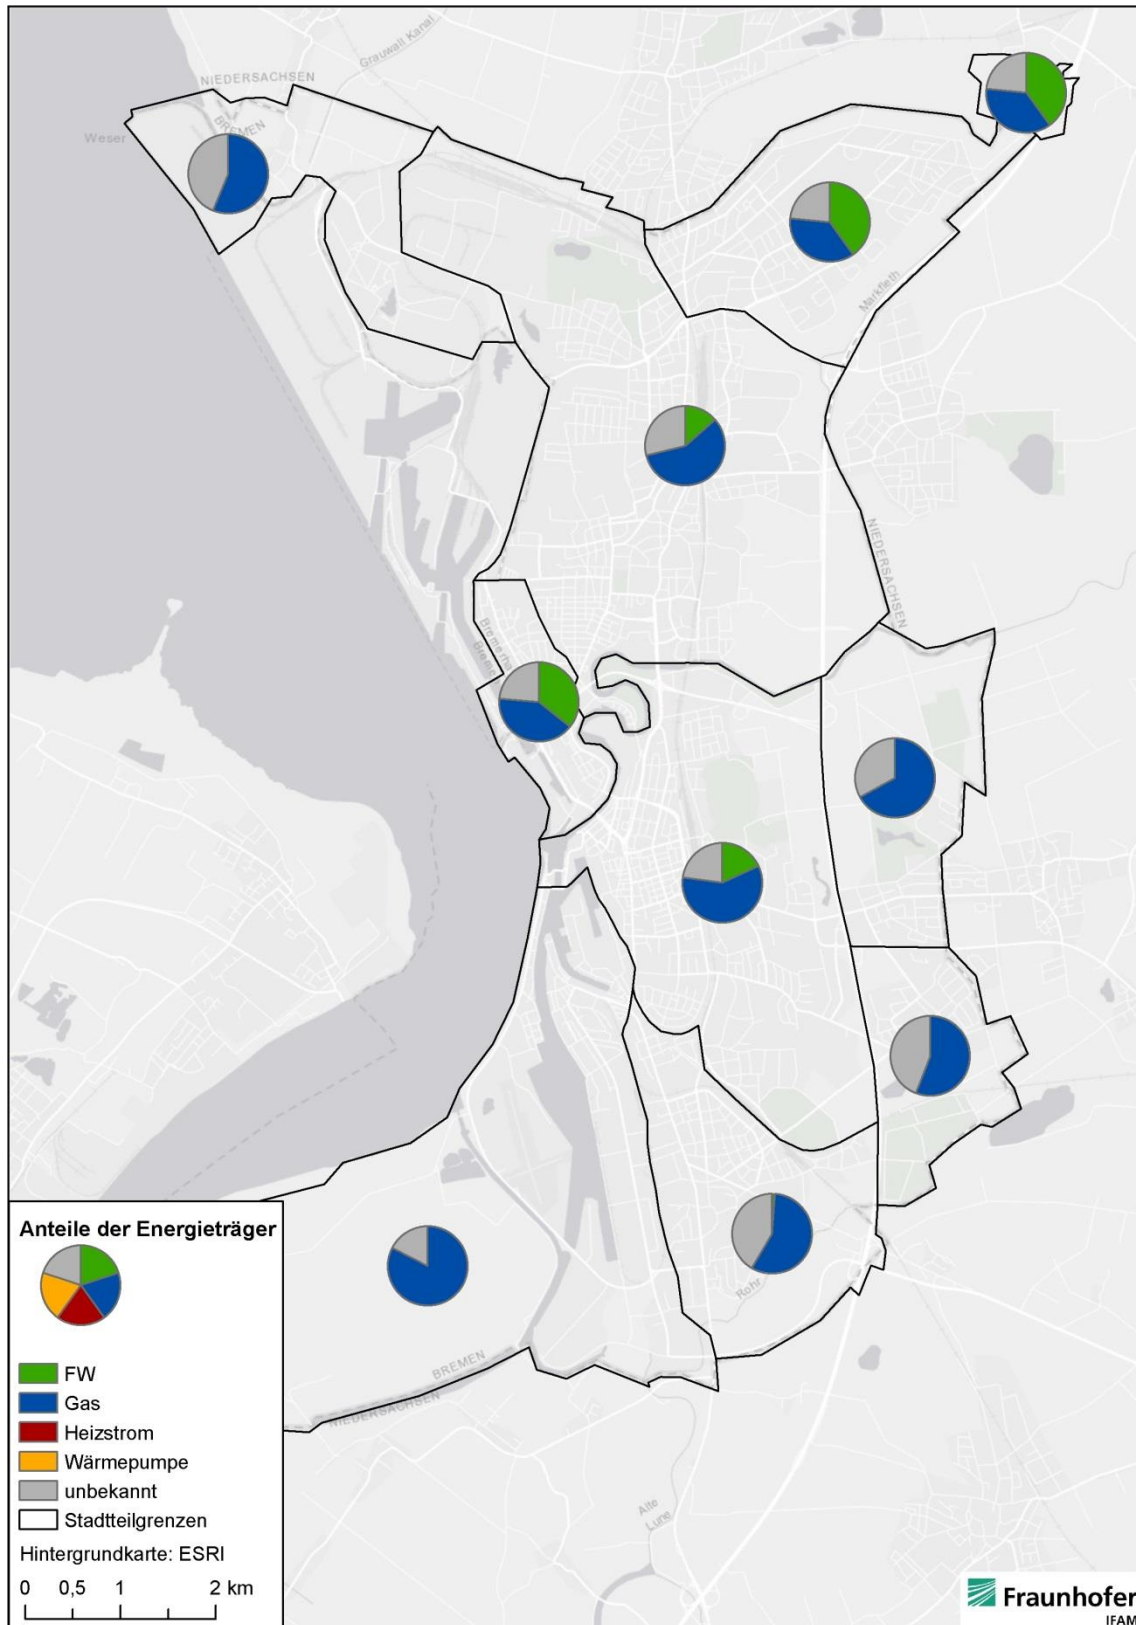 Grauwall Kanal
NIEDERSACHSEN
BREMEN
Weser
Markfleth
NIEDERSACHSEN
Rohr
BREMEN
NIEDERSACHSEN
Alte
Lune
Anteile der Energieträger
FW
Gas
Heizstrom
Wärmepumpe
unbekannt
Stadtteilgrenzen
Hintergrundkarte: ESRI
0 0,5 1 2 km
Fraunhofer
IFAM